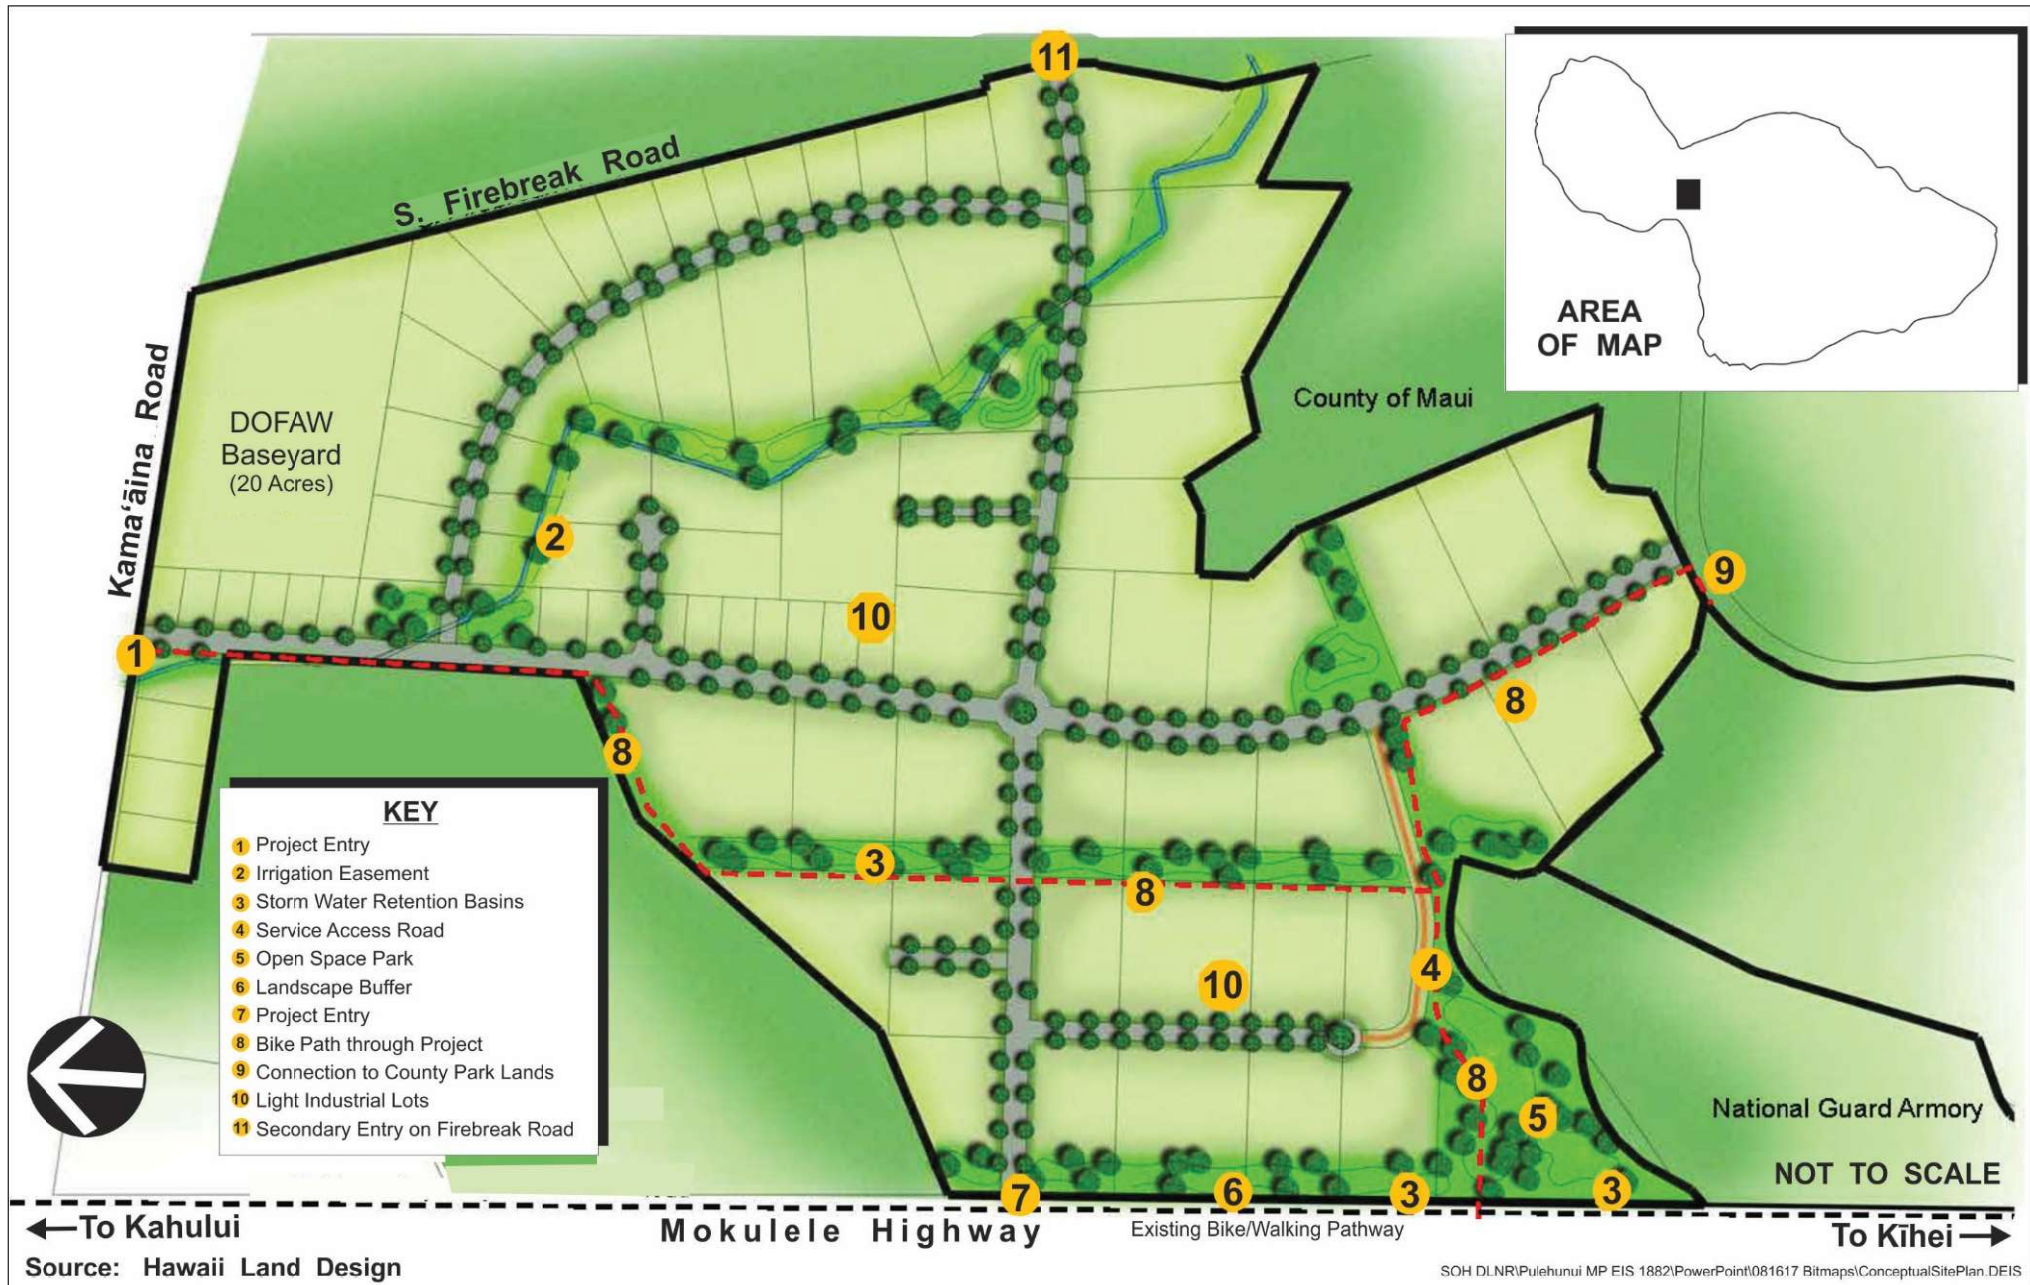 11
S. Firebreak Road
AREA
OF MAP
County of Maui
Kama‘āina Road
DOFAW
Baseyard
(20 Acres)
2
9
10
1
8
8
KEY
1 Project Entry
2 Irrigation Easement
3 Storm Water Retention Basins
4 Service Access Road
5 Open Space Park
6 Landscape Buffer
7 Project Entry
8 Bike Path through Project
9 Connection to County Park Lands
10 Light Industrial Lots
11 Secondary Entry on Firebreak Road
3
8
10
4
8
5
National Guard Armory
NOT TO SCALE
7
6
3
3
To Kahului
Mokulele Highway
Existing Bike/Walking Pathway
To Kīhei
Source: Hawaii Land Design
SOH DLNR\Pulehunui MP EIS 1882\PowerPoint\081617 Bitmaps\ConceptualSitePlan.DEIS